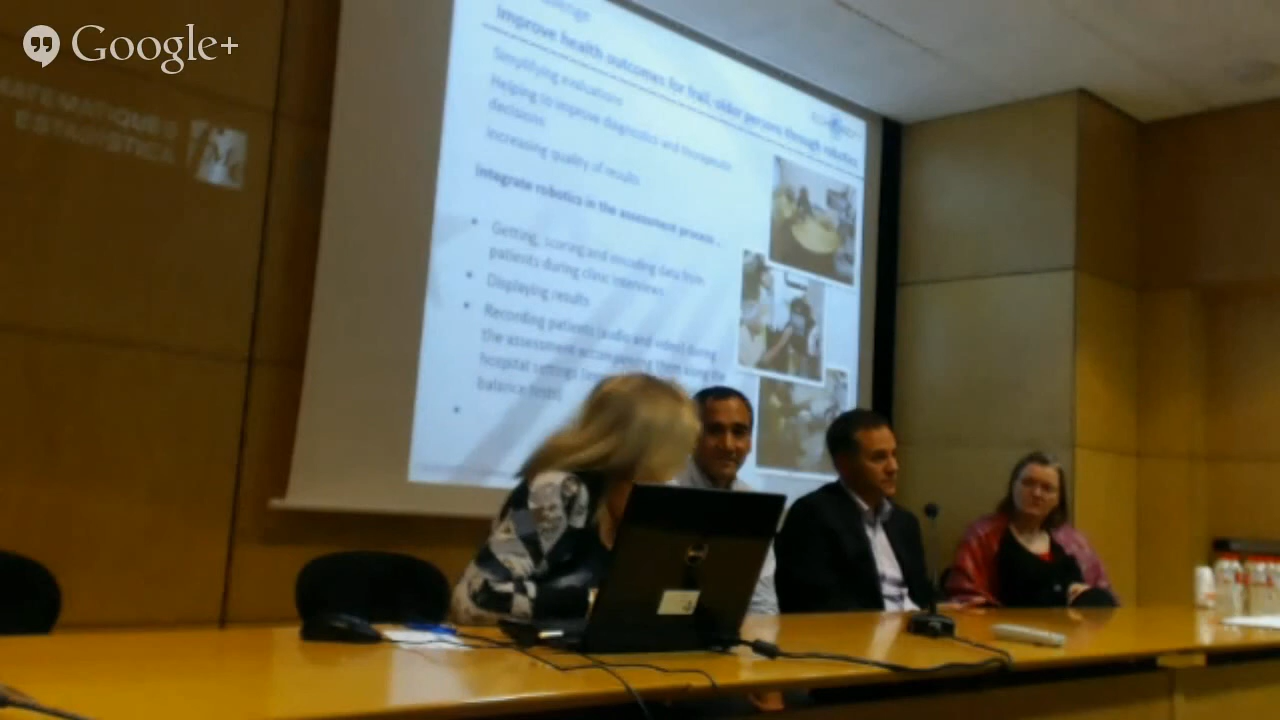 Google+
MATEMÀTIQUES
ESTADÍSTICA
Improve health outcomes for frail, older persons through robotics
Simplifying evaluations
Helping to improve diagnostics and therapeutic
decisions
Increasing quality of results
Integrate robotics in the assessment process
Getting, scoring and encoding data from
patients during clinic interviews
Displaying results
Recording patients (audio and video) during
the assessment accompanying them along the
hospital settings
Balance tests)